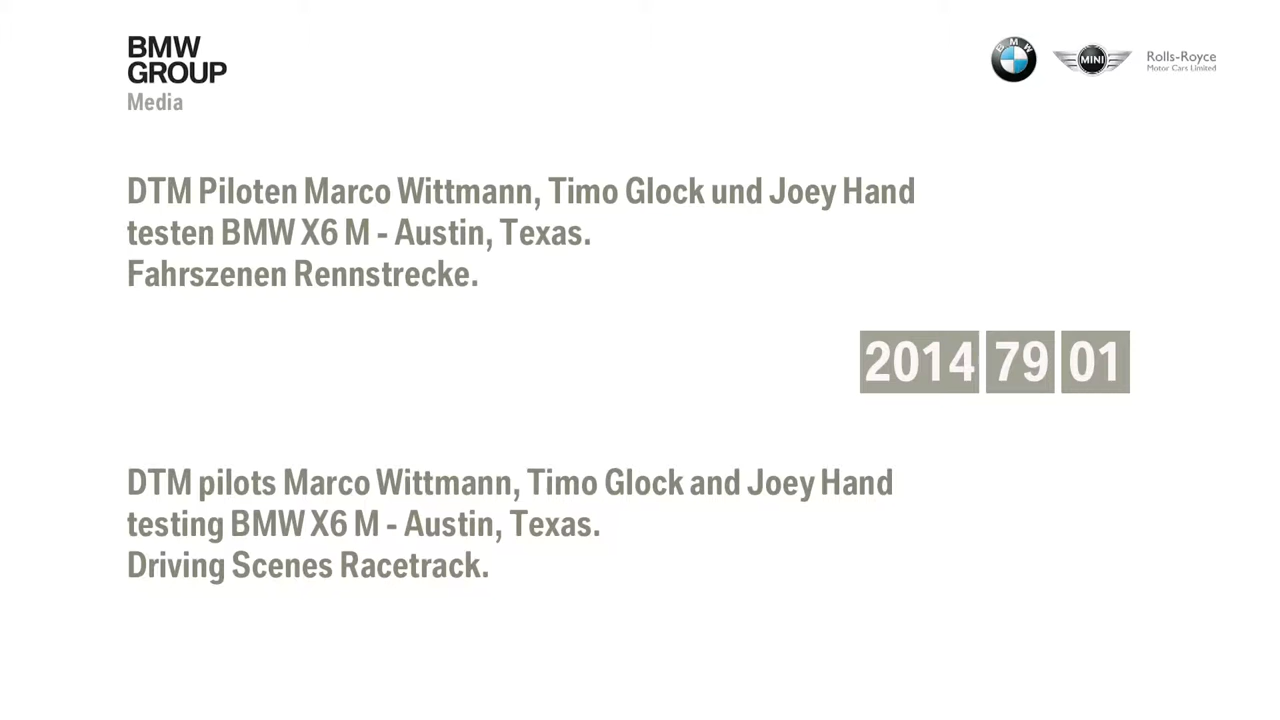 BMW
GROUP
Media
BMW
MINI
Rolls-Royce
Motor Cars Limited
DTM Piloten Marco Wittmann, Timo Glock und Joey Hand
testen BMW X6 M - Austin, Texas.
Fahrszenen Rennstrecke.
2014 79 01
DTM pilots Marco Wittmann, Timo Glock and Joey Hand
testing BMW X6 M - Austin, Texas.
Driving Scenes Racetrack.